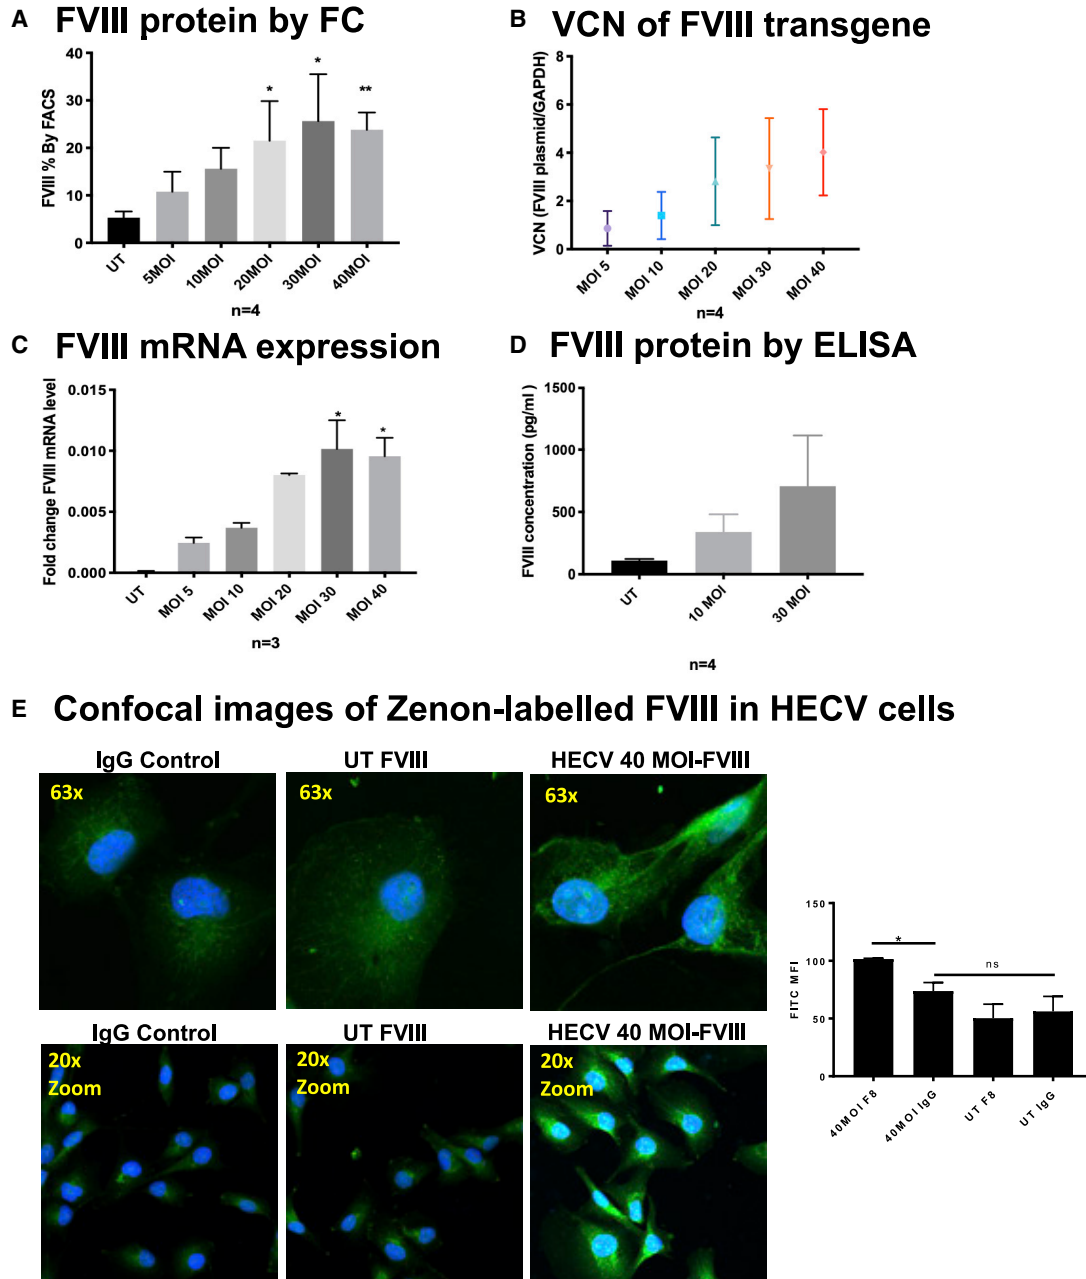 A FVIII protein by FC
FVIII % By FACS
40
30
20
10
0
*
*
**
UT
5MOI
10MOI
20MOI
30MOI
40MOI
n=4
B VCN of FVIII transgene
VCN (FVIII plasmid/GAPDH)
8
6
4
2
0
MOI 5
MOI 10
MOI 20
MOI 30
MOI 40
n=4
C FVIII mRNA expression
Fold change FVIII mRNA level
0.015
0.010
0.005
0.000
*
*
UT
MOI 5
MOI 10
MOI 20
MOI 30
MOI 40
n=3
D FVIII protein by ELISA
FVIII concentration (pg/ml )
1500
1000
500
0
UT
10 MOI
30 MOI
n=4
E Confocal images of Zenon-labelled FVIII in HECV cells
IgG Control
63x
UT FVIII
63x
HECV 40 MOI-FVIII
63x
IgG Control
20x
Zoom
UT FVIII
20x
Zoom
HECV 40 MOI-FVIII
20x
Zoom
FITC MFI
150
100
50
0
*
ns
40MOI F8
40MOI IgG
UT F8
UT IgG